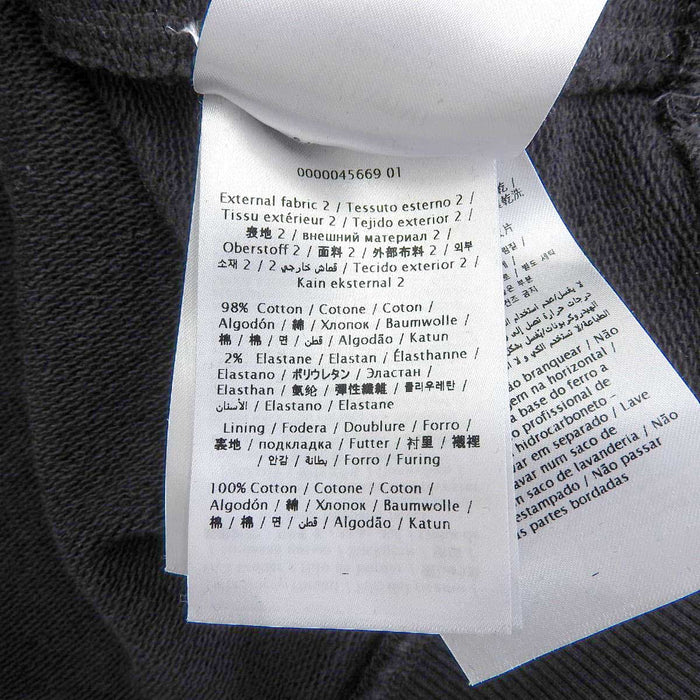 0000045669 01
External fabric 2 / Tessuto esterno 2 /
Tissu extérieur 2 / Tejido exterior 2 /
表地 2 / внешний материал 2 /
Oberstoff 2 / 面料 2 / 外部布料 2 / 외부
소재 2 / قماش خارجي 2 / Tecido exterior 2 /
Kain eksternal 2
98% Cotton / Cotone / Coton /
Algodón / 綿 / Хлопок / Baumwolle /
棉 / 棉 / 면 / قطن / Algodão / Katun
2% Elastane / Elastan / Élasthanne /
Elastano / ポリウレタン / Эластан /
Elasthan / 氨纶 / 彈性纖維 / 폴리우레탄 /
الأستان / Elastano / Elastane
Lining / Fodera / Doublure / Forro /
裏地 / подкладка / Futter / 衬里 / 襯裡
/ 안감 / بطانة / Forro / Furing
100% Cotton / Cotone / Coton /
Algodón / 綿 / Хлопок / Baumwolle /
棉 / 棉 / 면 / قطن / Algodão / Katun
branquear / Não
na horizontal /
a base do ferro a
profissional de
hidrocarboneto -
em separado / Lave
num saco de
saco de lavanderia / Não
estampado / Não passar
as partes bordadas